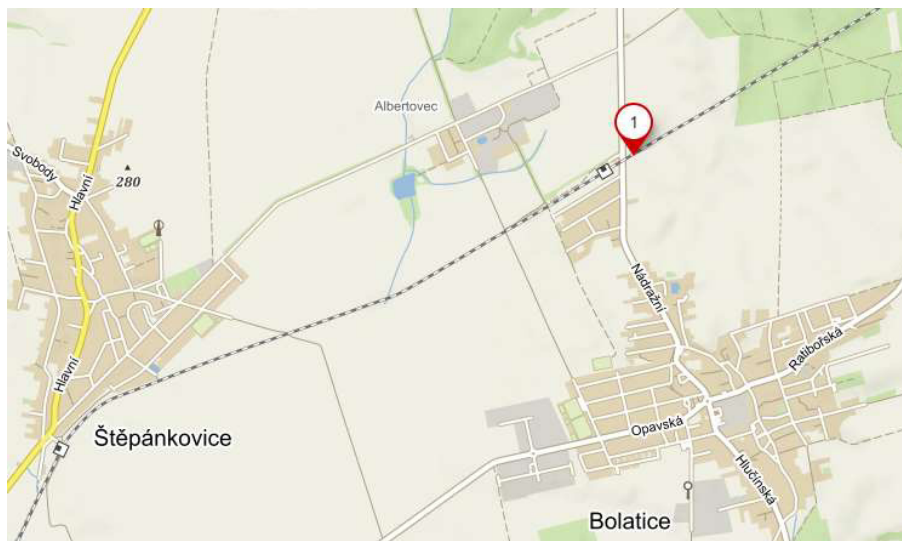 Albertovec
1
Svobody
280
Hlavní
Nádražní
Ratibořská
Hlavní
Opavská
Štěpánkovice
Hlučínská
Bolatice